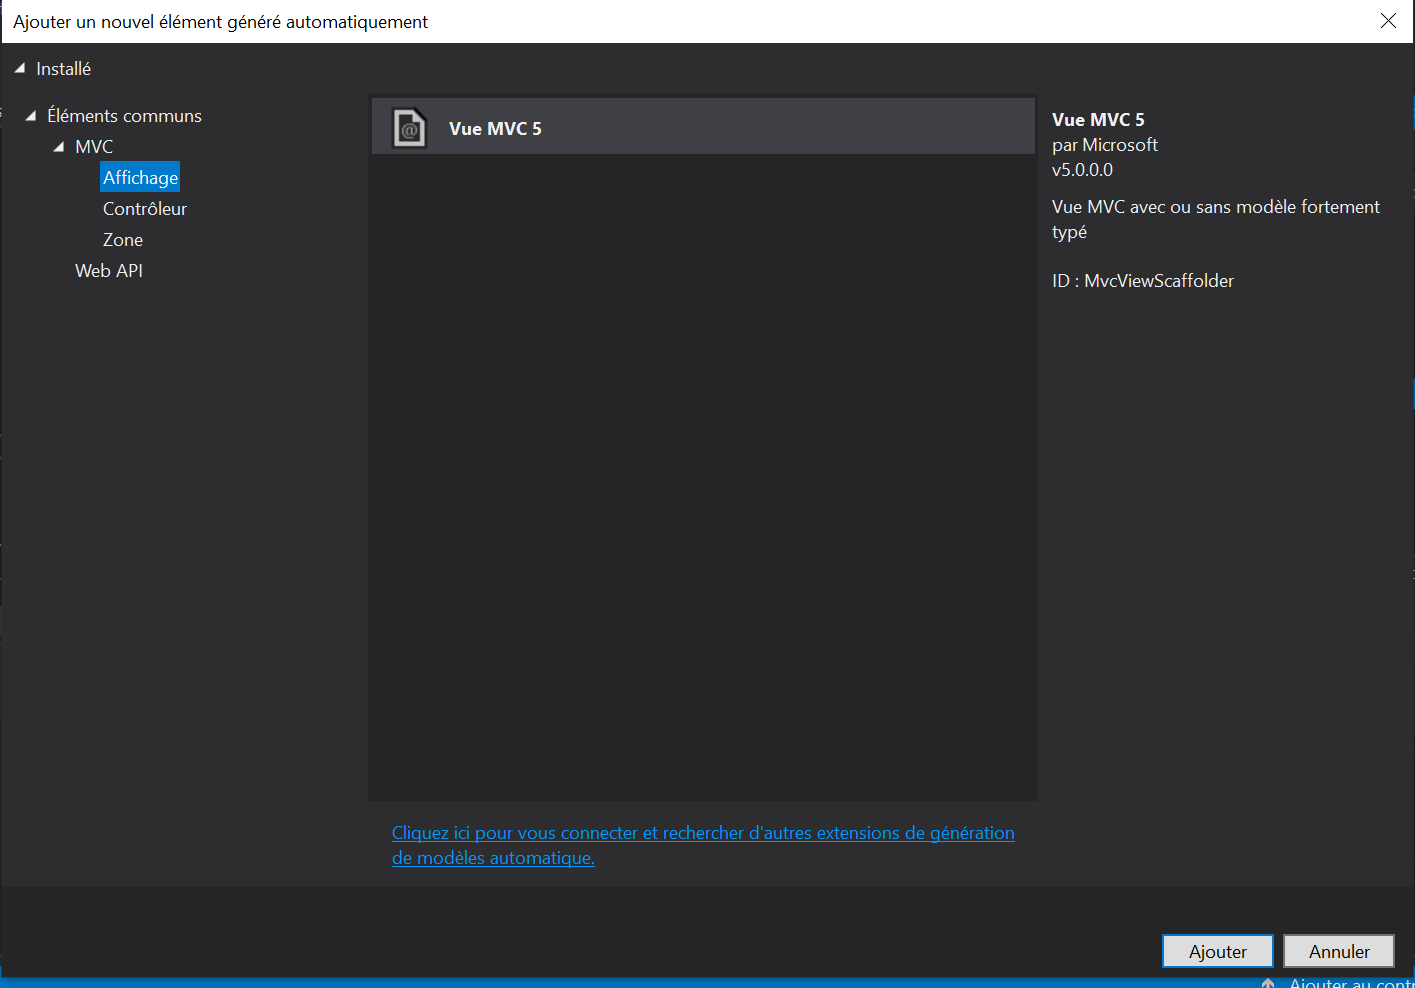 Ajouter un nouvel élément généré automatiquement
Installé
Éléments communs
MVC
Affichage
Contrôleur
Zone
Web API
Vue MVC 5
Vue MVC 5
par Microsoft
v5.0.0.0
Vue MVC avec ou sans modèle fortement
typé
ID : MvcViewScaffolder
Cliquez ici pour vous connecter et rechercher d'autres extensions de génération
de modèles automatique.
Ajouter
Annuler
Ajouter au